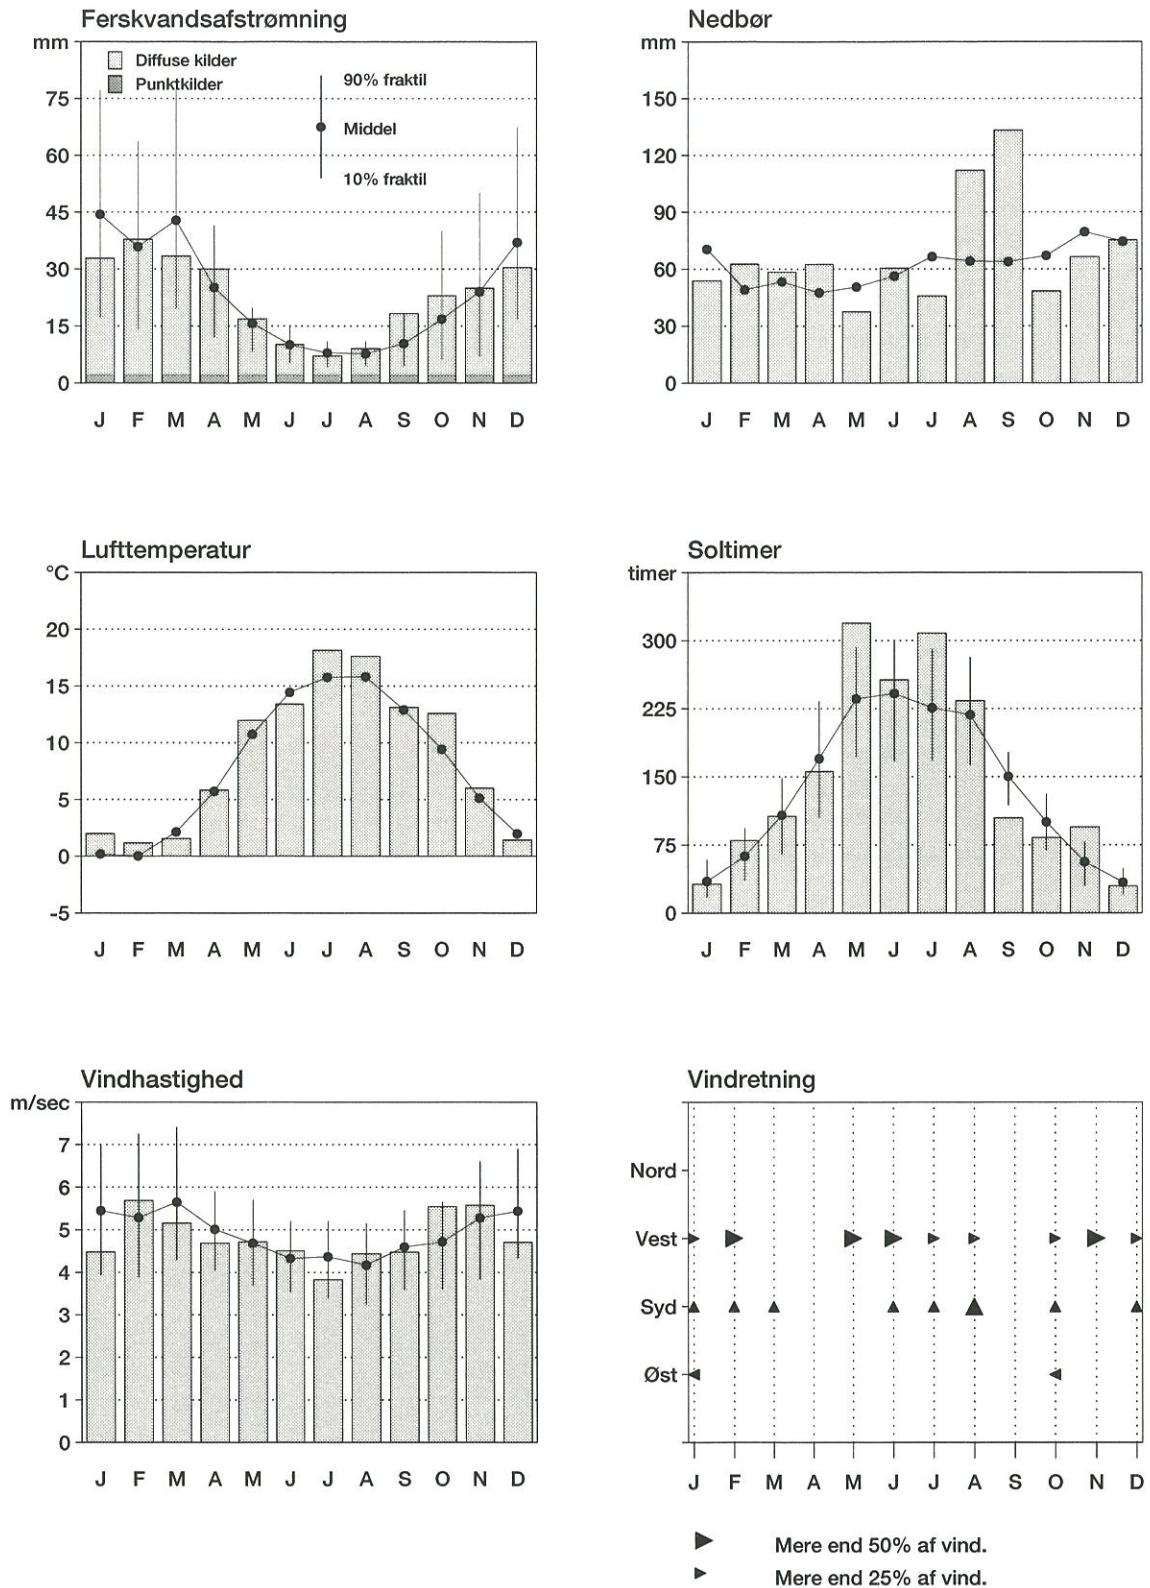 Ferskvandsafstrømning
mm
Diffuse kilder
Punktkilder
90% fraktil
Middel
10% fraktil
75
60
45
30
15
0
J F M A M J J A S O N D
Nedbør
mm
150
120
90
60
30
0
J F M A M J J A S O N D
Lufttemperatur
°C
20
15
10
5
0
-5
J F M A M J J A S O N D
Soltimer
timer
300
225
150
75
0
J F M A M J J A S O N D
Vindhastighed
m/sec
7
6
5
4
3
2
1
0
J F M A M J J A S O N D
Vindretning
Nord
Vest
Syd
Øst
J F M A M J J A S O N D
Mere end 50% af vind.
Mere end 25% af vind.